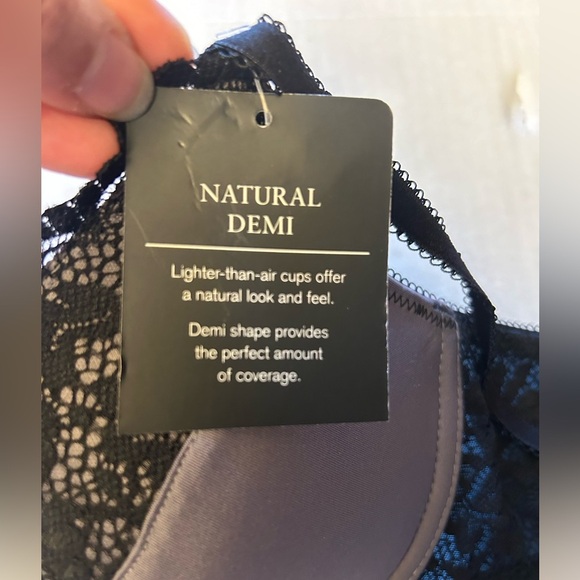 NATURAL
DEMI
Lighter-than-air cups offer
a natural look and feel.
Demi shape provides
the perfect amount
of coverage.